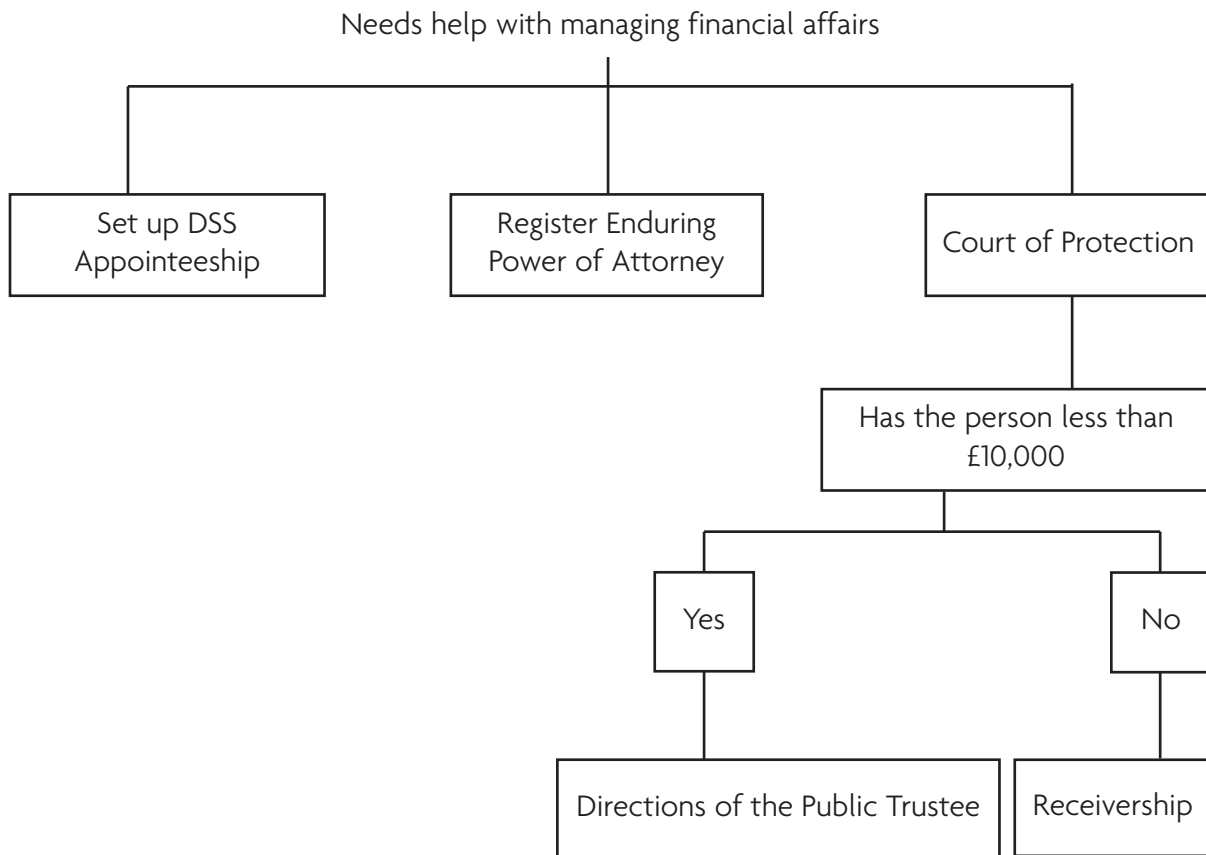 Needs help with managing financial affairs
Set up DSS
Appointeeship
Register Enduring
Power of Attorney
Court of Protection
Has the person less than
£10,000
Yes
No
Directions of the Public Trustee
Receivership